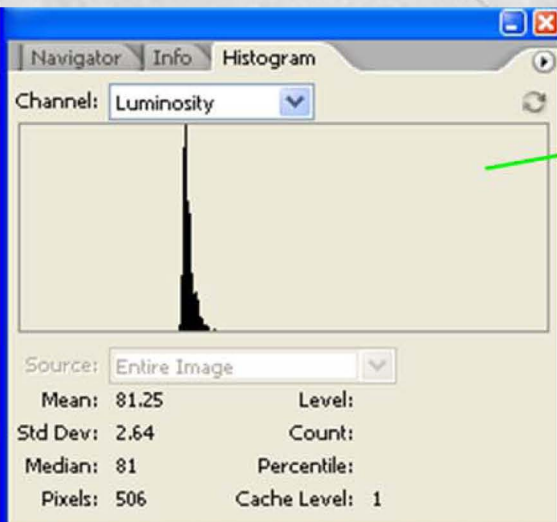 Navigator Info Histogram
Channel: Luminosity
Source: Entire Image
Mean: 81.25 Level:
Std Dev: 2.64 Count:
Median: 81 Percentile:
Pixels: 506 Cache Level: 1